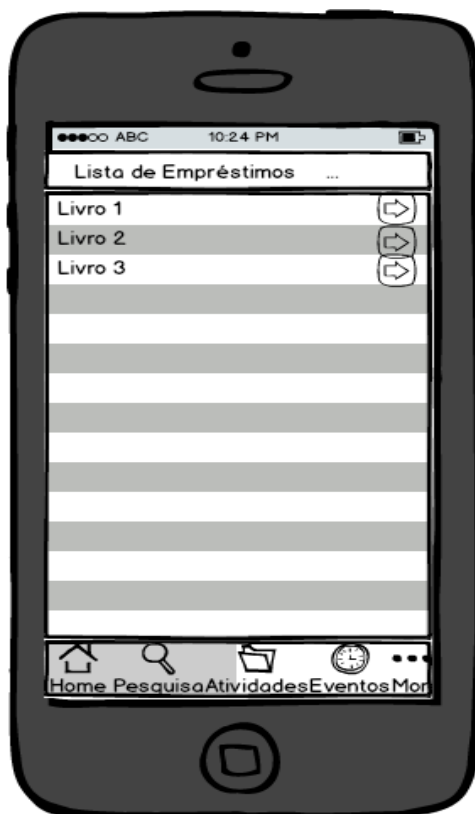 ABC 10:24 PM
Lista de Empréstimos ...
Livro 1
Livro 2
Livro 3
Home Pesquisa Atividades Eventos Mor